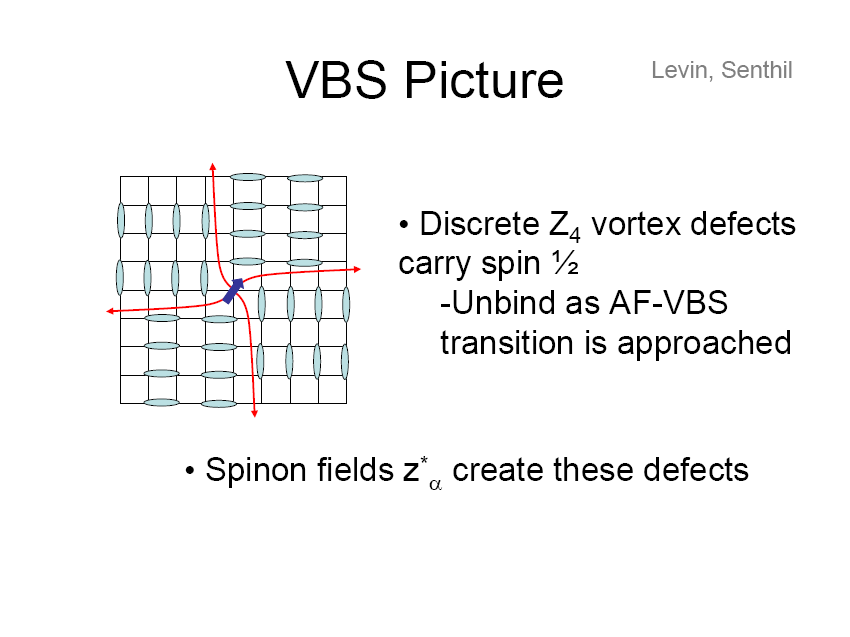 VBS Picture
Levin, Senthil
• Discrete Z4 vortex defects
carry spin ½
-Unbind as AF-VBS
transition is approached
• Spinon fields z*α create these defects